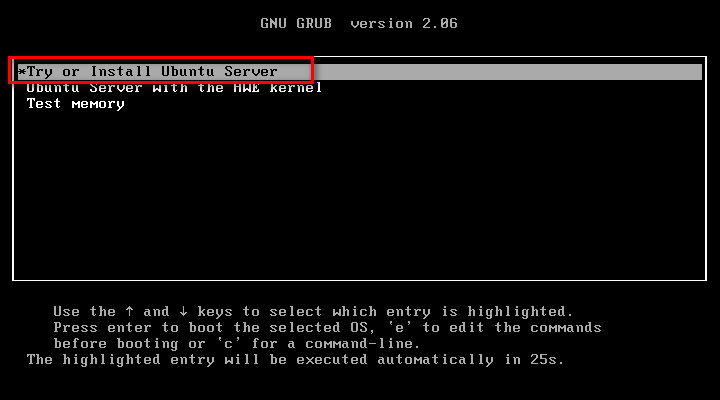 GNU GRUB  version 2.06
*Try or Install Ubuntu Server
Ubuntu Server with the HWE kernel
Test memory
Use the ↑ and ↓ keys to select which entry is highlighted.
Press enter to boot the selected OS, `e' to edit the commands
before booting or `c' for a command-line.
The highlighted entry will be executed automatically in 25s.